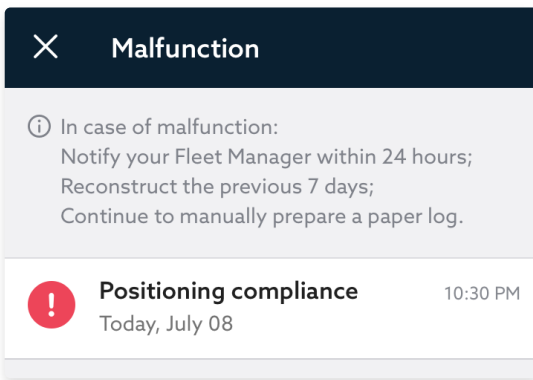 Malfunction
In case of malfunction:
Notify your Fleet Manager within 24 hours;
Reconstruct the previous 7 days;
Continue to manually prepare a paper log.
Positioning compliance 10:30 PM
Today, July 08